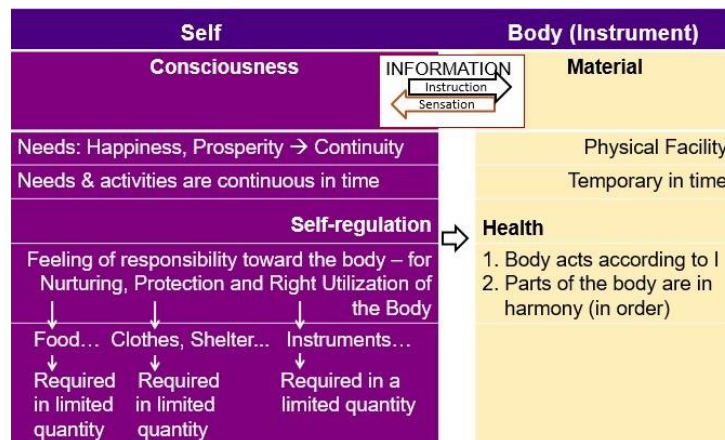 Self
Body (Instrument)
Consciousness
INFORMATION
Instruction
Sensation
Material
Needs: Happiness, Prosperity → Continuity
Physical Facility
Needs & activities are continuous in time
Temporary in time
Self-regulation
Health
Feeling of responsibility toward the body – for
Nurturing, Protection and Right Utilization of
the Body
1. Body acts according to I
2. Parts of the body are in
harmony (in order)
Food… Clothes, Shelter... Instruments…
Required
in limited
quantity
Required
in limited
quantity
Required in a
limited quantity